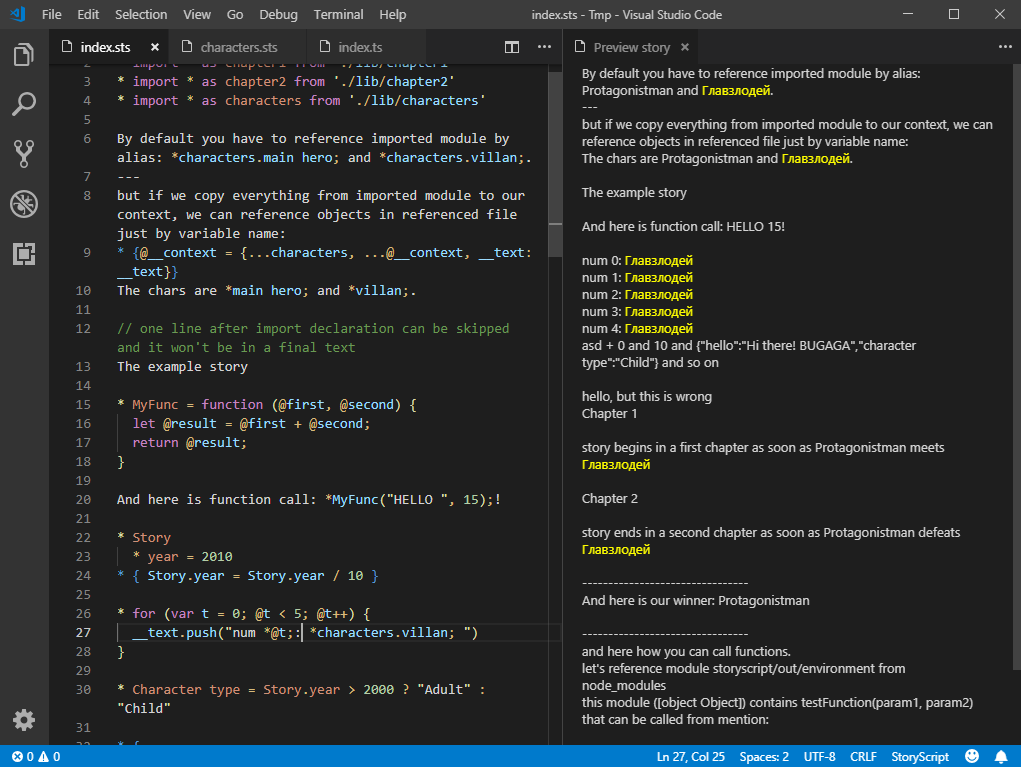 File Edit Selection View Go Debug Terminal Help
index.sts - Tmp - Visual Studio Code
index.sts × characters.sts index.ts
3 * import * as chapter2 from './lib/chapter2'
4 * import * as characters from './lib/characters'
5
6 By default you have to reference imported module by
alias: *characters.main hero; and *characters.villan;.
7 ---
8 but if we copy everything from imported module to our
context, we can reference objects in referenced file
just by variable name:
9 * {@__context = {...characters, ...@__context, __text:
__text}}
10 The chars are *main hero; and *villan;.
11
12 // one line after import declaration can be skipped
and it won't be in a final text
13 The example story
14
15 * MyFunc = function (@first, @second) {
16 let @result = @first + @second;
17 return @result;
18 }
19
20 And here is function call: *MyFunc("HELLO ", 15);!
21
22 * Story
23 * year = 2010
24 * { Story.year = Story.year / 10 }
25
26 * for (var t = 0; @t < 5; @t++) {
27 __text.push("num *@t;: *characters.villan; ")
28 }
29
30 * Character type = Story.year > 2000 ? "Adult" :
"Child"
31
Preview story ×
By default you have to reference imported module by alias:
Protagonistman and Главзлодей.
---
but if we copy everything from imported module to our context, we can
reference objects in referenced file just by variable name:
The chars are Protagonistman and Главзлодей.
The example story
And here is function call: HELLO 15!
num 0: Главзлодей
num 1: Главзлодей
num 2: Главзлодей
num 3: Главзлодей
num 4: Главзлодей
asd + 0 and 10 and {"hello":"Hi there! BUGAGA","character
type":"Child"} and so on
hello, but this is wrong
Chapter 1
story begins in a first chapter as soon as Protagonistman meets
Главзлодей
Chapter 2
story ends in a second chapter as soon as Protagonistman defeats
Главзлодей
--------------------------------
And here is our winner: Protagonistman
--------------------------------
and here how you can call functions.
let's reference module storyscript/out/environment from
node_modules
this module ([object Object]) contains testFunction(param1, param2)
that can be called from mention:
0 0
Ln 27, Col 25 Spaces: 2 UTF-8 CRLF StoryScript